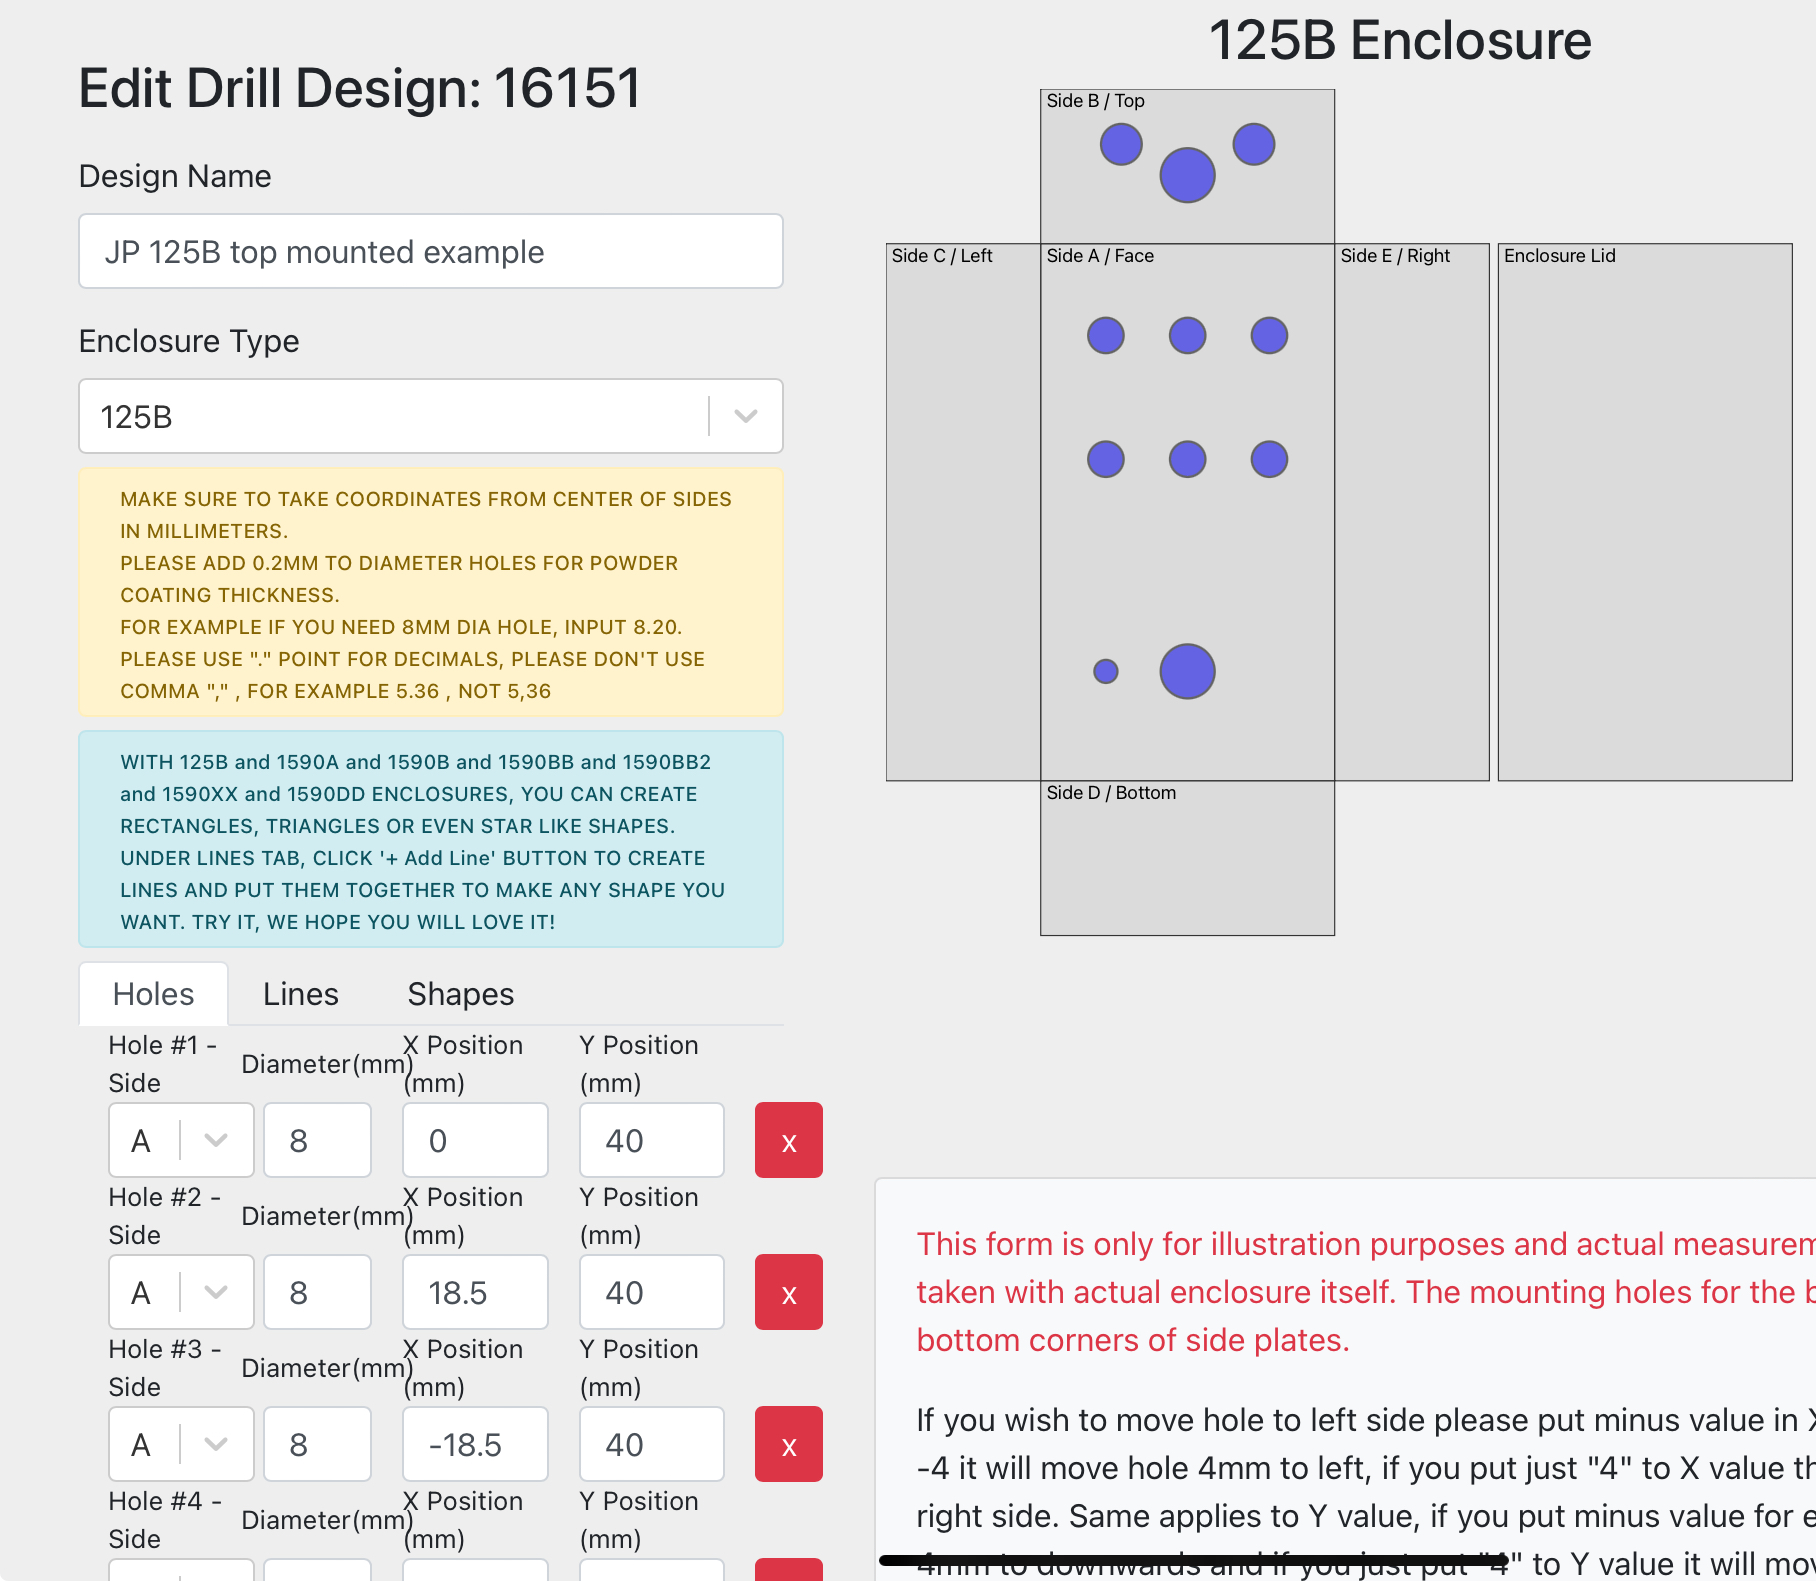 Edit Drill Design: 16151
Design Name
JP 125B top mounted example
Enclosure Type
125B
MAKE SURE TO TAKE COORDINATES FROM CENTER OF SIDES
IN MILLIMETERS.
PLEASE ADD 0.2MM TO DIAMETER HOLES FOR POWDER
COATING THICKNESS.
FOR EXAMPLE IF YOU NEED 8MM DIA HOLE, INPUT 8.20.
PLEASE USE "." POINT FOR DECIMALS, PLEASE DON'T USE
COMMA "," , FOR EXAMPLE 5.36 , NOT 5,36
WITH 125B and 1590A and 1590B and 1590BB and 1590BB2
and 1590XX and 1590DD ENCLOSURES, YOU CAN CREATE
RECTANGLES, TRIANGLES OR EVEN STAR LIKE SHAPES.
UNDER LINES TAB, CLICK '+ Add Line' BUTTON TO CREATE
LINES AND PUT THEM TOGETHER TO MAKE ANY SHAPE YOU
WANT. TRY IT, WE HOPE YOU WILL LOVE IT!
Holes Lines Shapes
Hole #1 - Side Diameter(mm) X Position (mm) Y Position (mm)
A 8 0 40 x
Hole #2 - Side Diameter(mm) X Position (mm) Y Position (mm)
A 8 18.5 40 x
Hole #3 - Side Diameter(mm) X Position (mm) Y Position (mm)
A 8 -18.5 40 x
Hole #4 - Side Diameter(mm) X Position (mm) Y Position (mm)
125B Enclosure
Side B / Top
Side C / Left
Side A / Face
Side E / Right
Enclosure Lid
Side D / Bottom
This form is only for illustration purposes and actual
taken with actual enclosure itself. The mounting holes for the
bottom corners of side plates.
If you wish to move hole to left side please put minus value in X
-4 it will move hole 4mm to left, if you put just "4" to X value
right side. Same applies to Y value, if you put minus value for
4mm to downwards and if you just put "4" to Y value it will